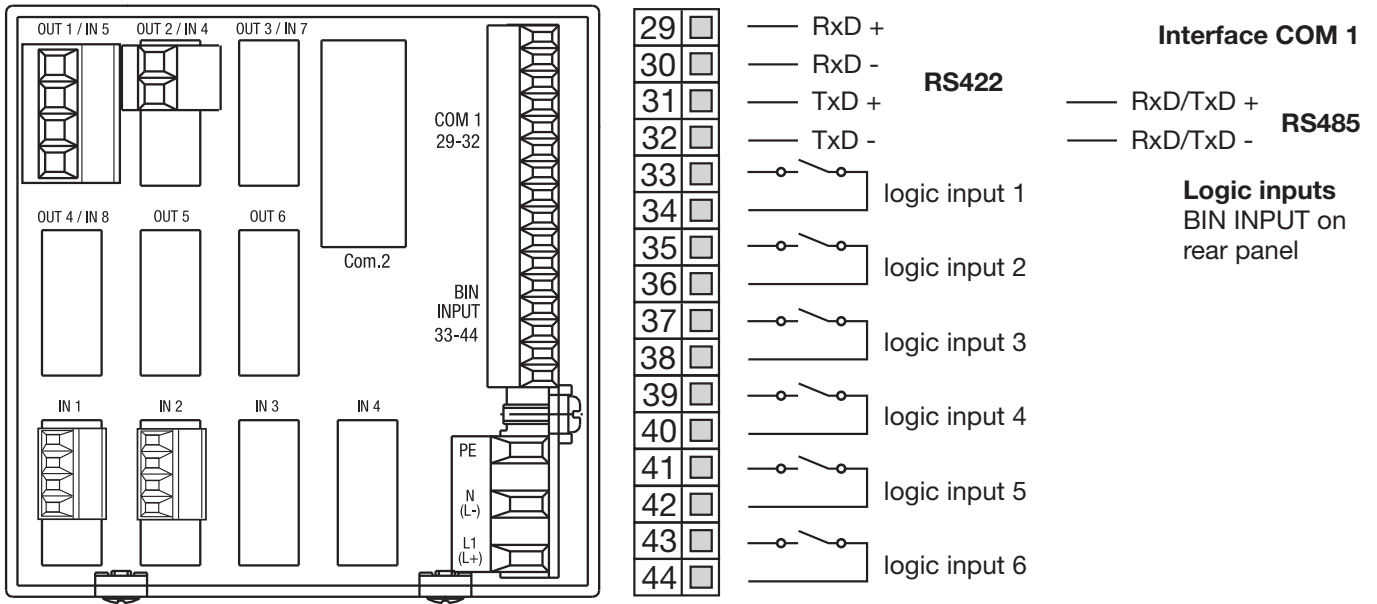 OUT 1 / IN 5
OUT 2 / IN 4
OUT 3 / IN 7
COM 1
29-32
OUT 4 / IN 8
OUT 5
OUT 6
Com.2
BIN
INPUT
33-44
IN 1
IN 2
IN 3
IN 4
PE
N
(L-)
L1
(L+)
29
RxD +
30
RxD -
31
TxD +
32
TxD -
RS422
Interface COM 1
RxD/TxD +
RxD/TxD -
RS485
33
34
logic input 1
35
36
logic input 2
37
38
logic input 3
39
40
logic input 4
41
42
logic input 5
43
44
logic input 6
Logic inputs
BIN INPUT on
rear panel